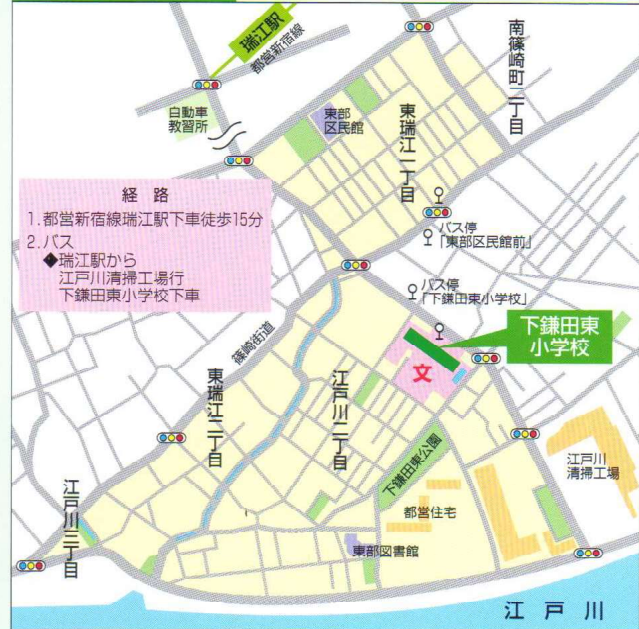 瑞江駅
都営新宿線
南篠崎町二丁目
自動車
教習所
東部
区民館
東瑞江一丁目
経 路
1. 都営新宿線瑞江駅下車徒歩15分
2. バス
◆瑞江駅から
江戸川清掃工場行
下鎌田東小学校下車
バス停
「東部区民館前」
バス停
「下鎌田東小学校」
下鎌田東
小学校
篠崎街道
文
東瑞江二丁目
江戸川二丁目
下鎌田東公園
江戸川
清掃工場
江戸川三丁目
都営住宅
東部図書館
江 戸 川